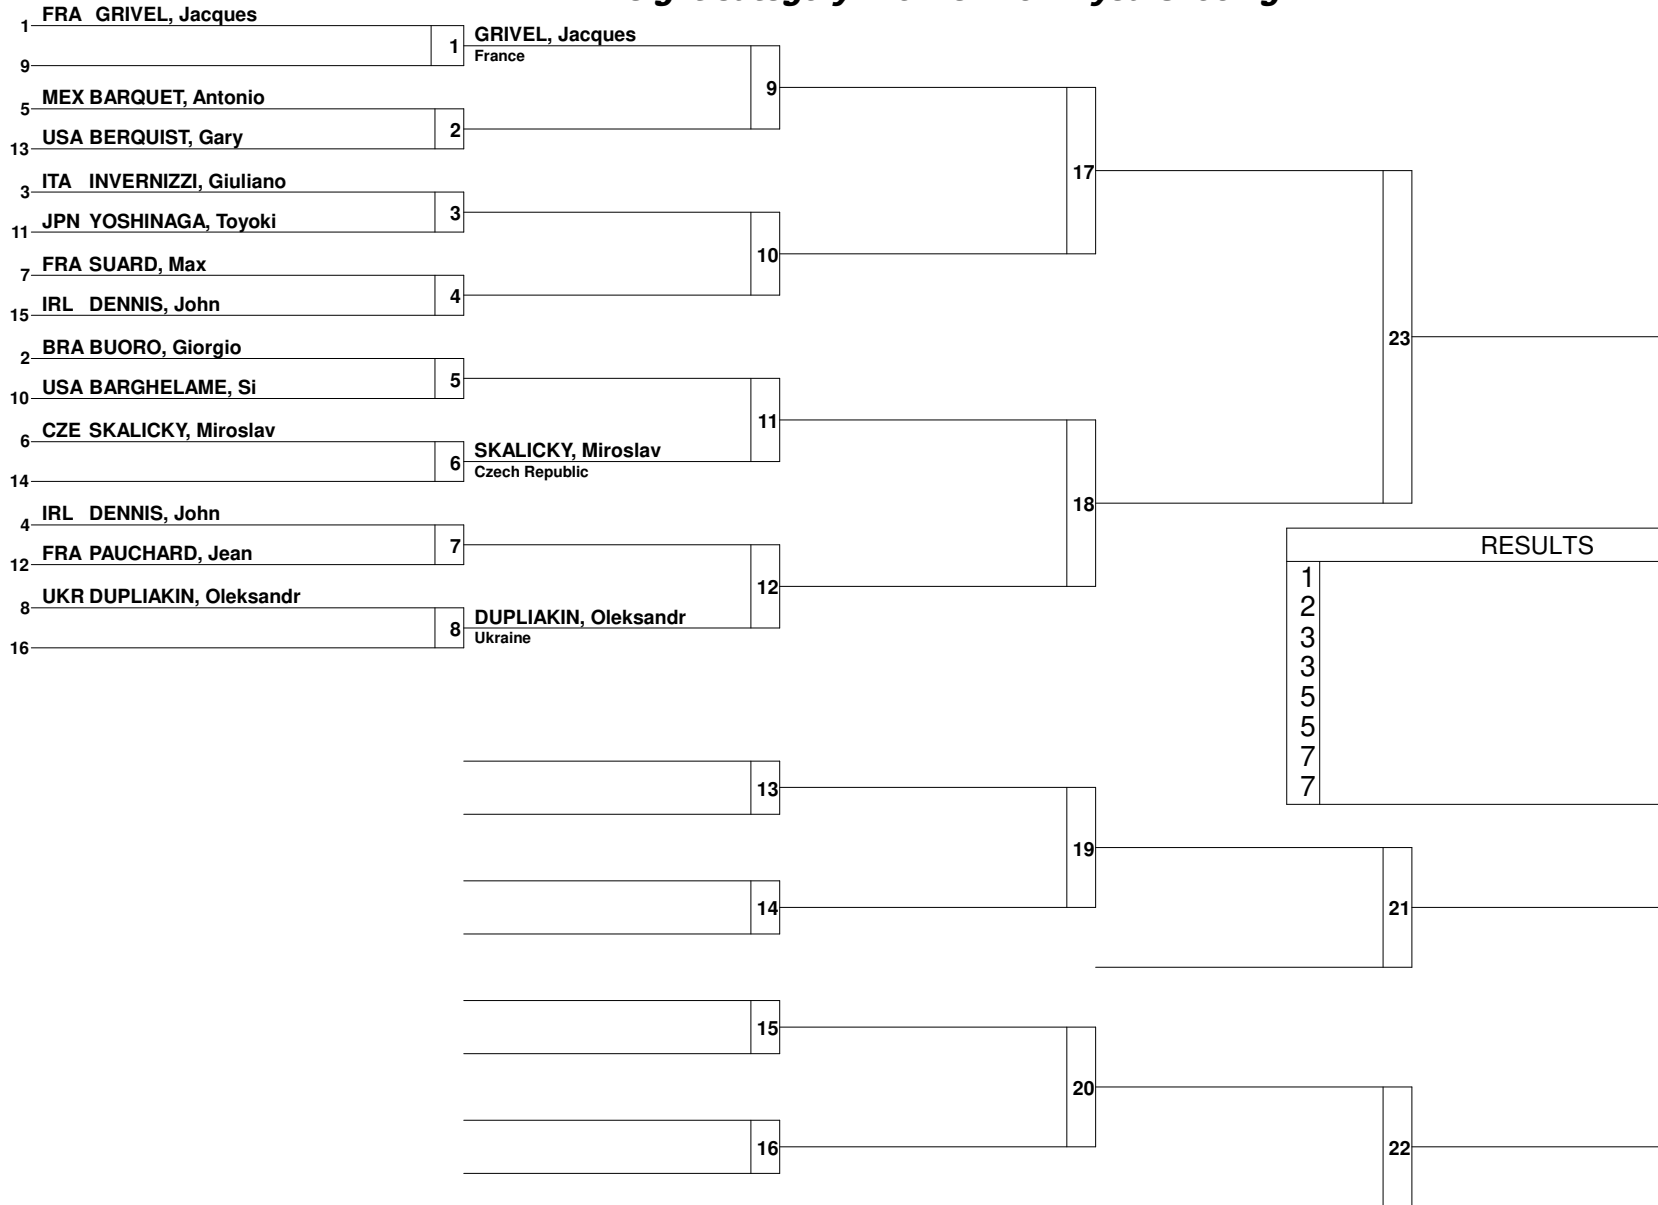 1 FRA GRIVEL, Jacques
9
1 GRIVEL, Jacques
France
5 MEX BARQUET, Antonio
13 USA BERQUIST, Gary
2
9
3 ITA INVERNIZZI, Giuliano
11 JPN YOSHINAGA, Toyoki
3
7 FRA SUARD, Max
15 IRL DENNIS, John
4
10
17
2 BRA BUORO, Giorgio
10 USA BARGHELAME, Si
5
6 CZE SKALICKY, Miroslav
14
6 SKALICKY, Miroslav
Czech Republic
11
4 IRL DENNIS, John
12 FRA PAUCHARD, Jean
7
8 UKR DUPLIAKIN, Oleksandr
16
8 DUPLIAKIN, Oleksandr
Ukraine
12
18
23
RESULTS
1
2
3
3
5
5
7
7
13
14
19
21
15
16
20
22